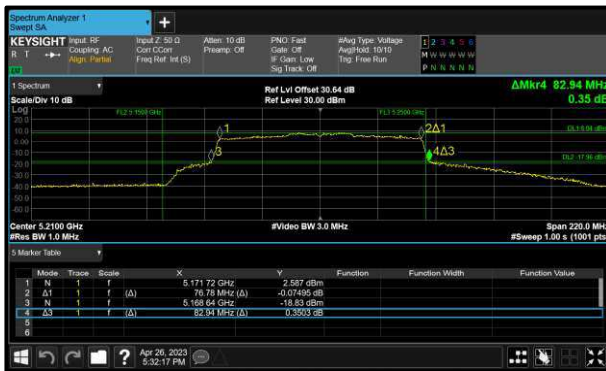 Spectrum Analyzer 1
Swept SA
KEYSIGHT Input: RF Input Z: 50 Ω Atten: 10 dB PNO: Fast #Avg Type: Voltage 1 2 3 4 5 6
R T Coupling: AC Corr CCorr Preamp: Off Gate: Off Avg|Hold: 10/10 M W W W W W
Align: Partial Freq Ref: Int (S) IF Gain: Low Trig: Free Run P N N N N N
Sig Track: Off
1 Spectrum
Scale/Div 10 dB
Ref Lvl Offset 30.64 dB
Ref Level 30.00 dBm
ΔMkr4 82.94 MHz
0.35 dB
Log
20.0
10.0
0.00
-10.0
-20.0
-30.0
-40.0
-50.0
-60.0
1
2Δ1
3
4Δ3
Center 5.2100 GHz
#Res BW 1.0 MHz
#Video BW 3.0 MHz
Span 220.0 MHz
#Sweep 1.00 s (1001 pts)
5 Marker Table
Mode Trace Scale X Y Function Function Width Function Value
1 N 1 f 5.171 72 GHz 2.587 dBm
2 Δ1 1 f (Δ) 76.78 MHz (Δ) -0.07495 dB
3 N 1 f 5.168 64 GHz -18.83 dBm
4 Δ3 1 f (Δ) 82.94 MHz (Δ) 0.3503 dB
5
6
Apr 26, 2023
5:32:17 PM